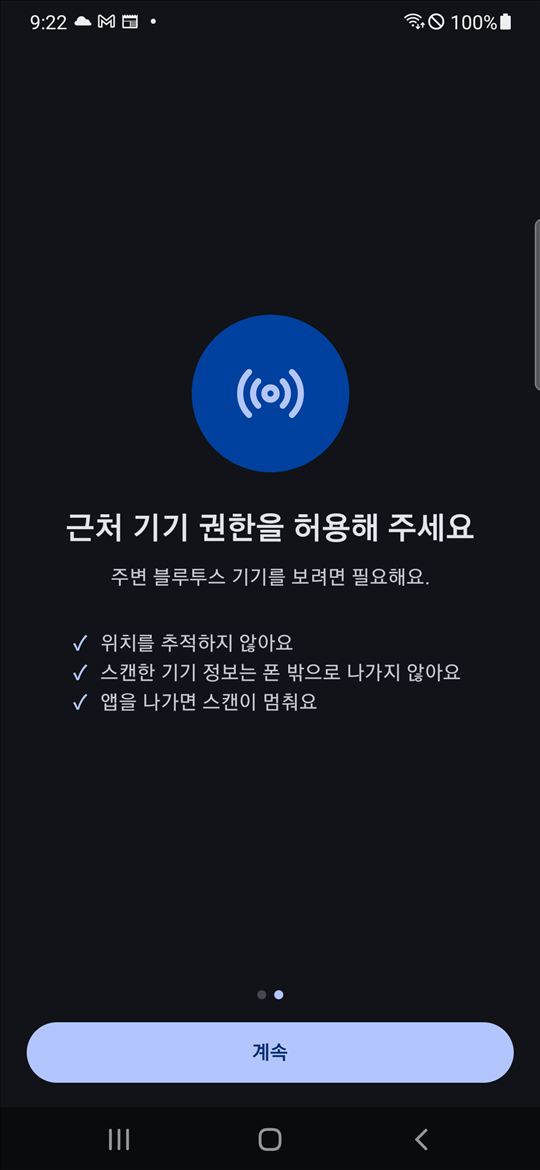 9:22 100%
근처 기기 권한을 허용해 주세요
주변 블루투스 기기를 보려면 필요해요.
✓ 위치를 추적하지 않아요
✓ 스캔한 기기 정보는 폰 밖으로 나가지 않아요
✓ 앱을 나가면 스캔이 멈춰요
계속